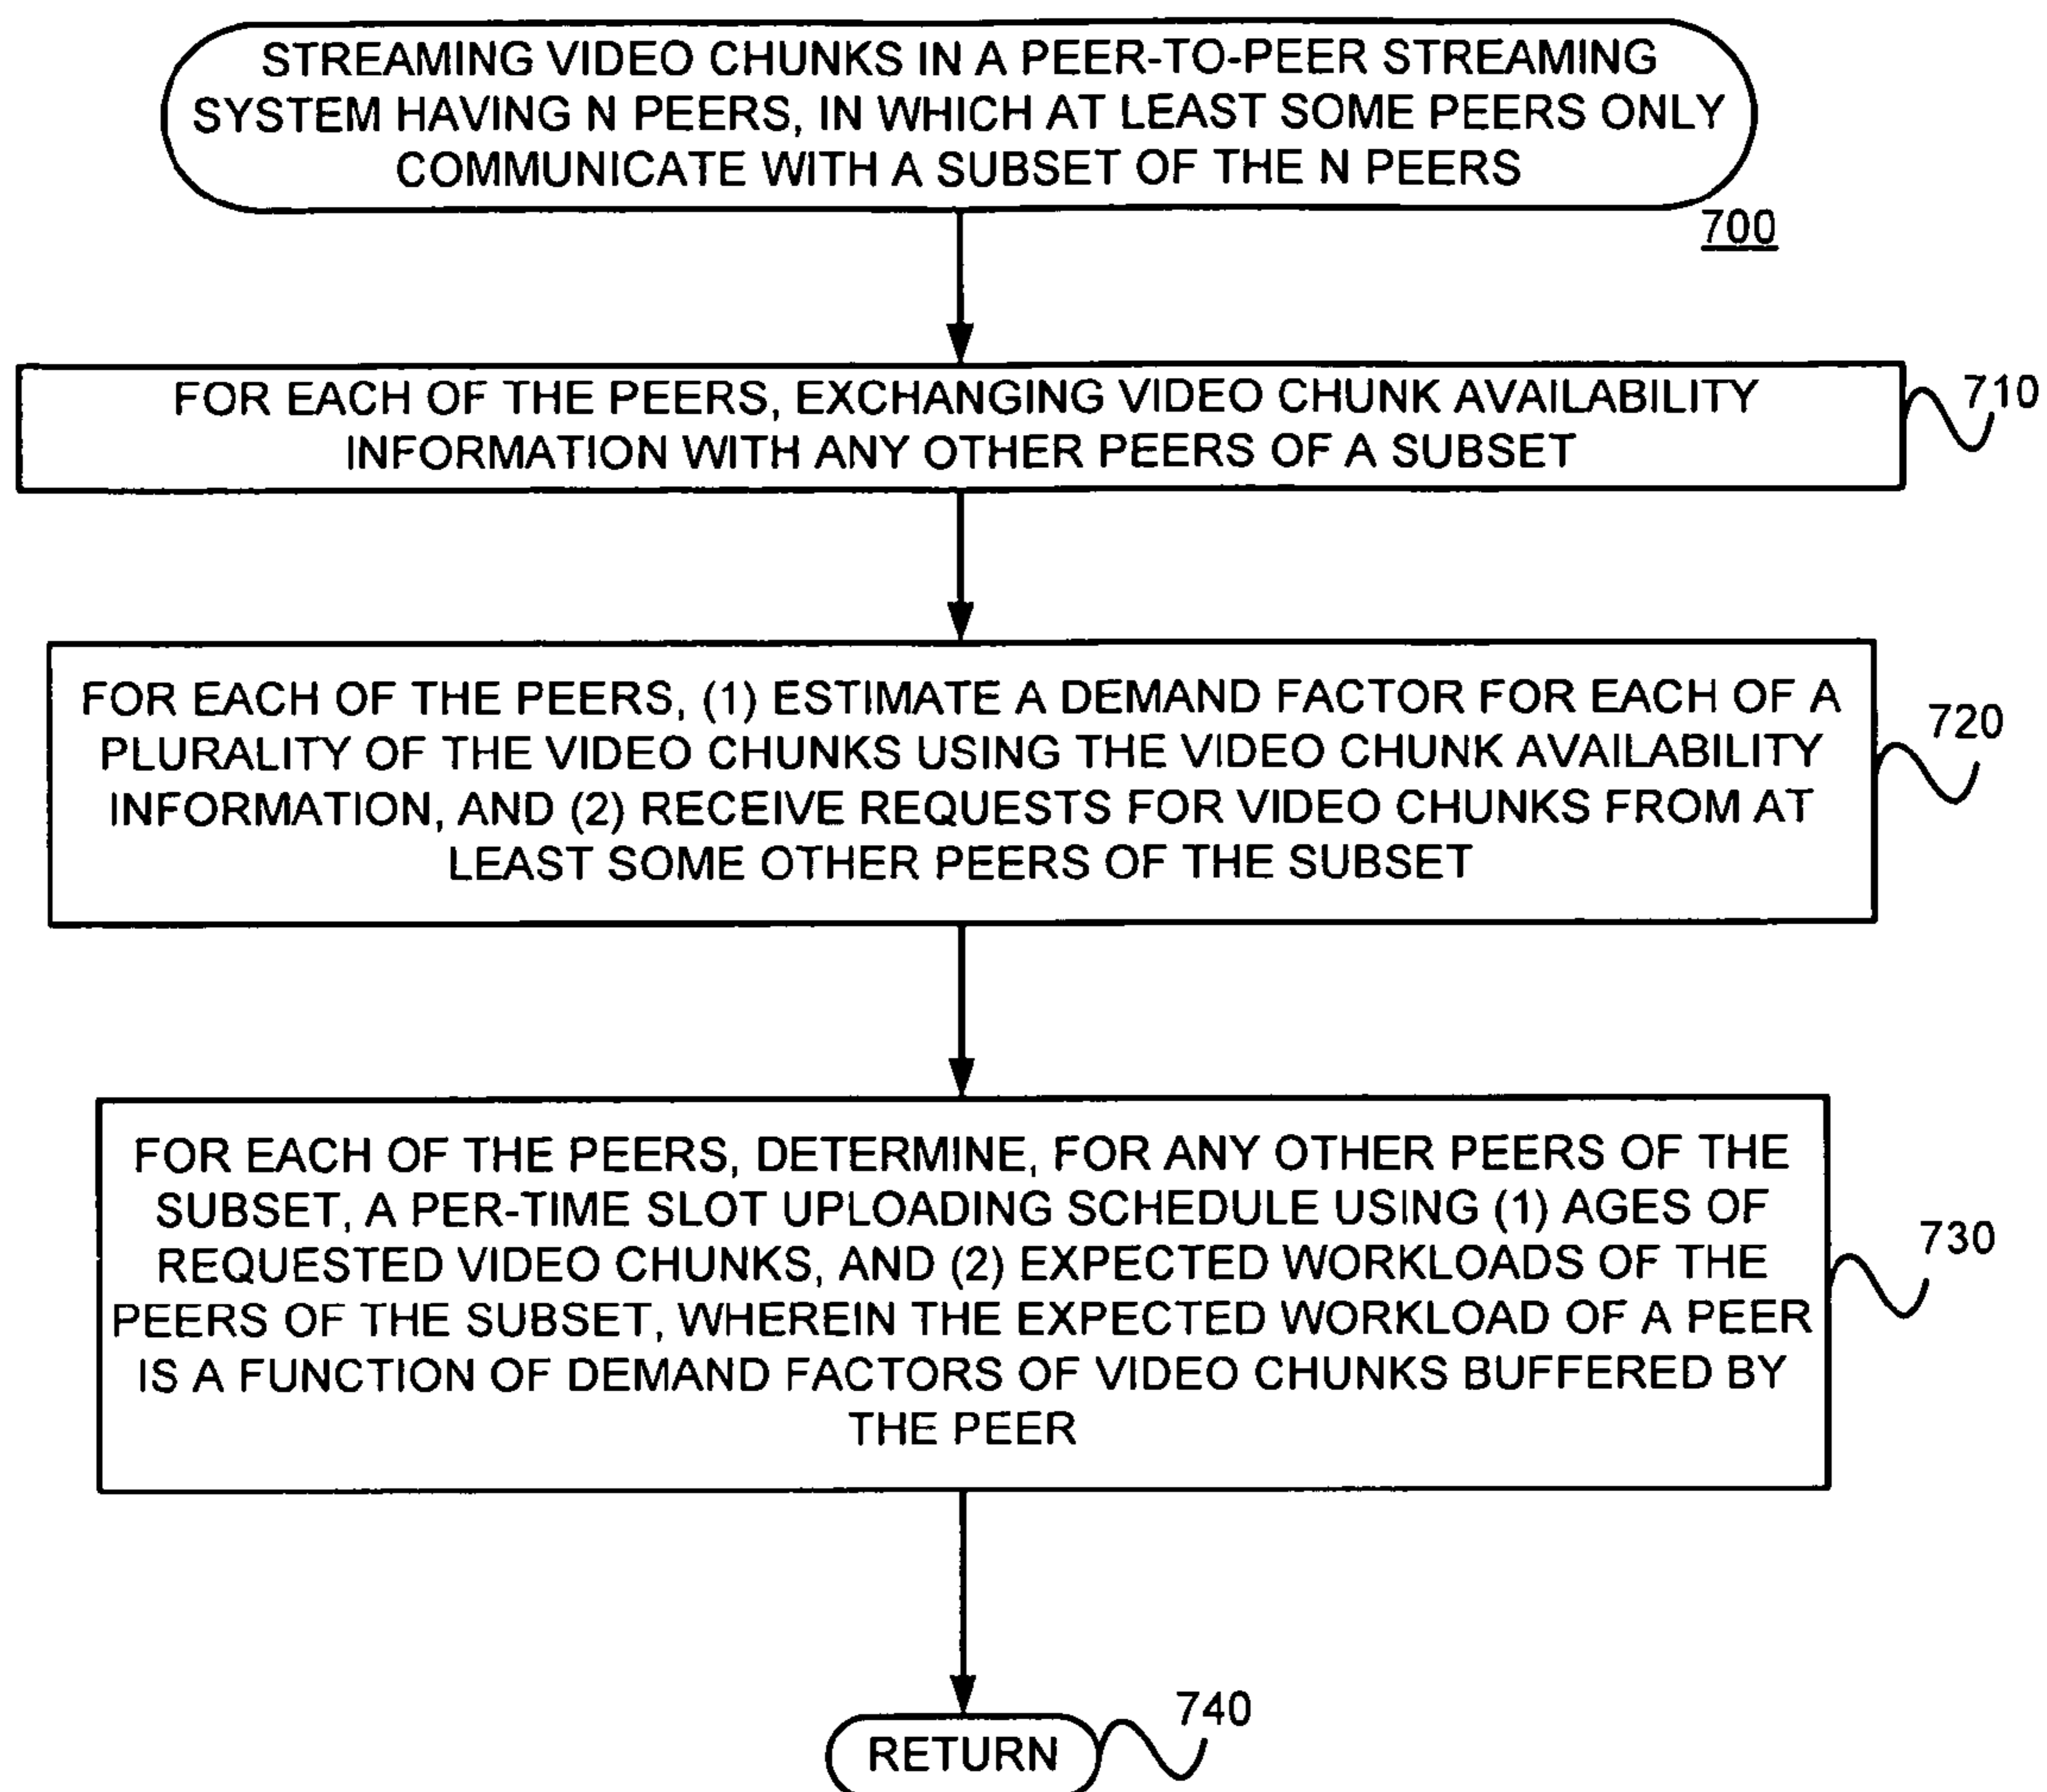 STREAMING VIDEO CHUNKS IN A PEER-TO-PEER STREAMING
SYSTEM HAVING N PEERS, IN WHICH AT LEAST SOME PEERS ONLY
COMMUNICATE WITH A SUBSET OF THE N PEERS
700
FOR EACH OF THE PEERS, EXCHANGING VIDEO CHUNK AVAILABILITY
INFORMATION WITH ANY OTHER PEERS OF A SUBSET
710
FOR EACH OF THE PEERS, (1) ESTIMATE A DEMAND FACTOR FOR EACH OF A
PLURALITY OF THE VIDEO CHUNKS USING THE VIDEO CHUNK AVAILABILITY
INFORMATION, AND (2) RECEIVE REQUESTS FOR VIDEO CHUNKS FROM AT
LEAST SOME OTHER PEERS OF THE SUBSET
720
FOR EACH OF THE PEERS, DETERMINE, FOR ANY OTHER PEERS OF THE
SUBSET, A PER-TIME SLOT UPLOADING SCHEDULE USING (1) AGES OF
REQUESTED VIDEO CHUNKS, AND (2) EXPECTED WORKLOADS OF THE
PEERS OF THE SUBSET, WHEREIN THE EXPECTED WORKLOAD OF A PEER
IS A FUNCTION OF DEMAND FACTORS OF VIDEO CHUNKS BUFFERED BY
THE PEER
730
RETURN
740